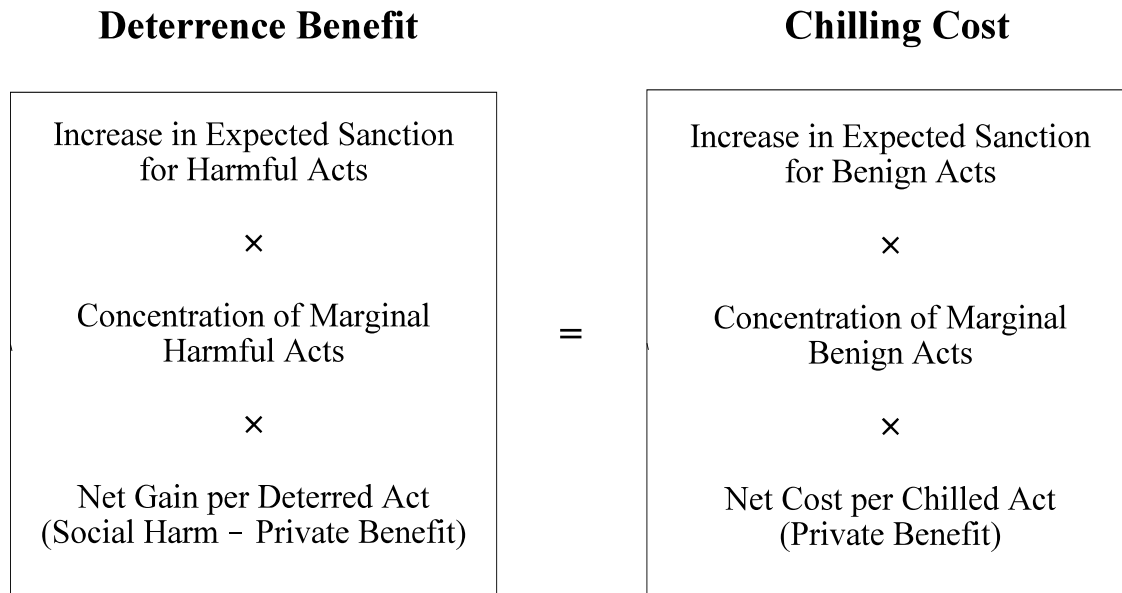 Deterrence Benefit
Increase in Expected Sanction
for Harmful Acts
×
Concentration of Marginal
Harmful Acts
×
Net Gain per Deterred Act
(Social Harm – Private Benefit)
=
Chilling Cost
Increase in Expected Sanction
for Benign Acts
×
Concentration of Marginal
Benign Acts
×
Net Cost per Chilled Act
(Private Benefit)